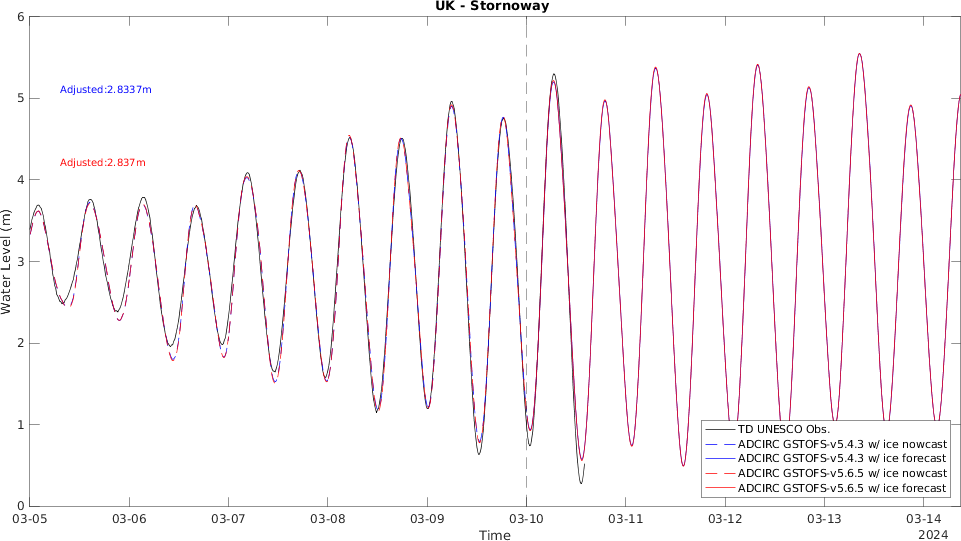 UK - Stornoway
6
5
4
3
2
1
0
Adjusted:2.8337m
Adjusted:2.837m
Water Level (m)
TD UNESCO Obs.
ADCIRC GSTOFS-v5.4.3 w/ ice nowcast
ADCIRC GSTOFS-v5.4.3 w/ ice forecast
ADCIRC GSTOFS-v5.6.5 w/ ice nowcast
ADCIRC GSTOFS-v5.6.5 w/ ice forecast
03-05 03-06 03-07 03-08 03-09 03-10 03-11 03-12 03-13 03-14
Time
2024